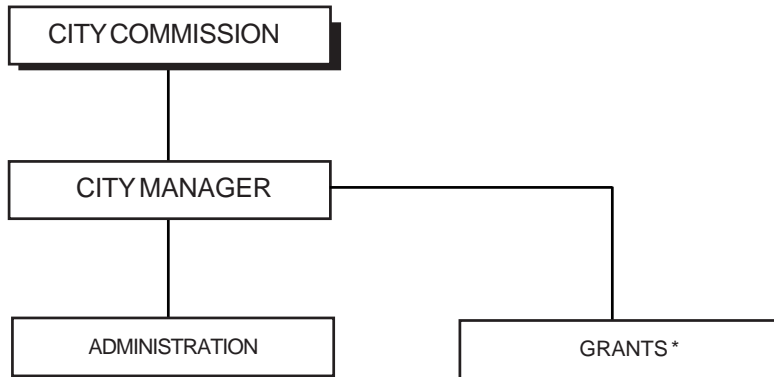 CITY COMMISSION
CITY MANAGER
ADMINISTRATION
GRANTS *